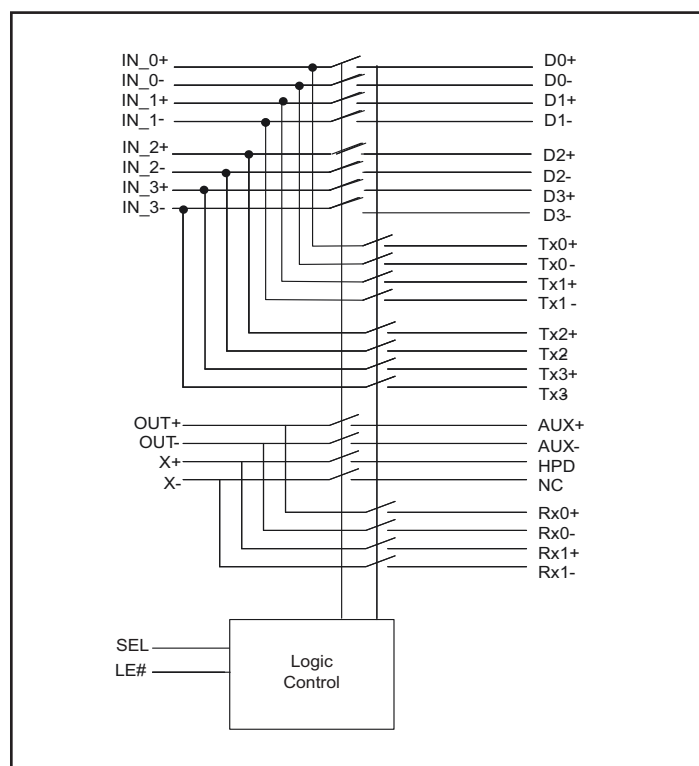 IN_0+
IN_0-
IN_1+
IN_1-
IN_2+
IN_2-
IN_3+
IN_3-
D0+
D0-
D1+
D1-
D2+
D2-
D3+
D3-
Tx0+
Tx0-
Tx1+
Tx1-
Tx2+
Tx2
Tx3+
Tx3
OUT+
OUT-
X+
X-
AUX+
AUX-
HPD
NC
Rx0+
Rx0-
Rx1+
Rx1-
SEL
LE#
Logic
Control